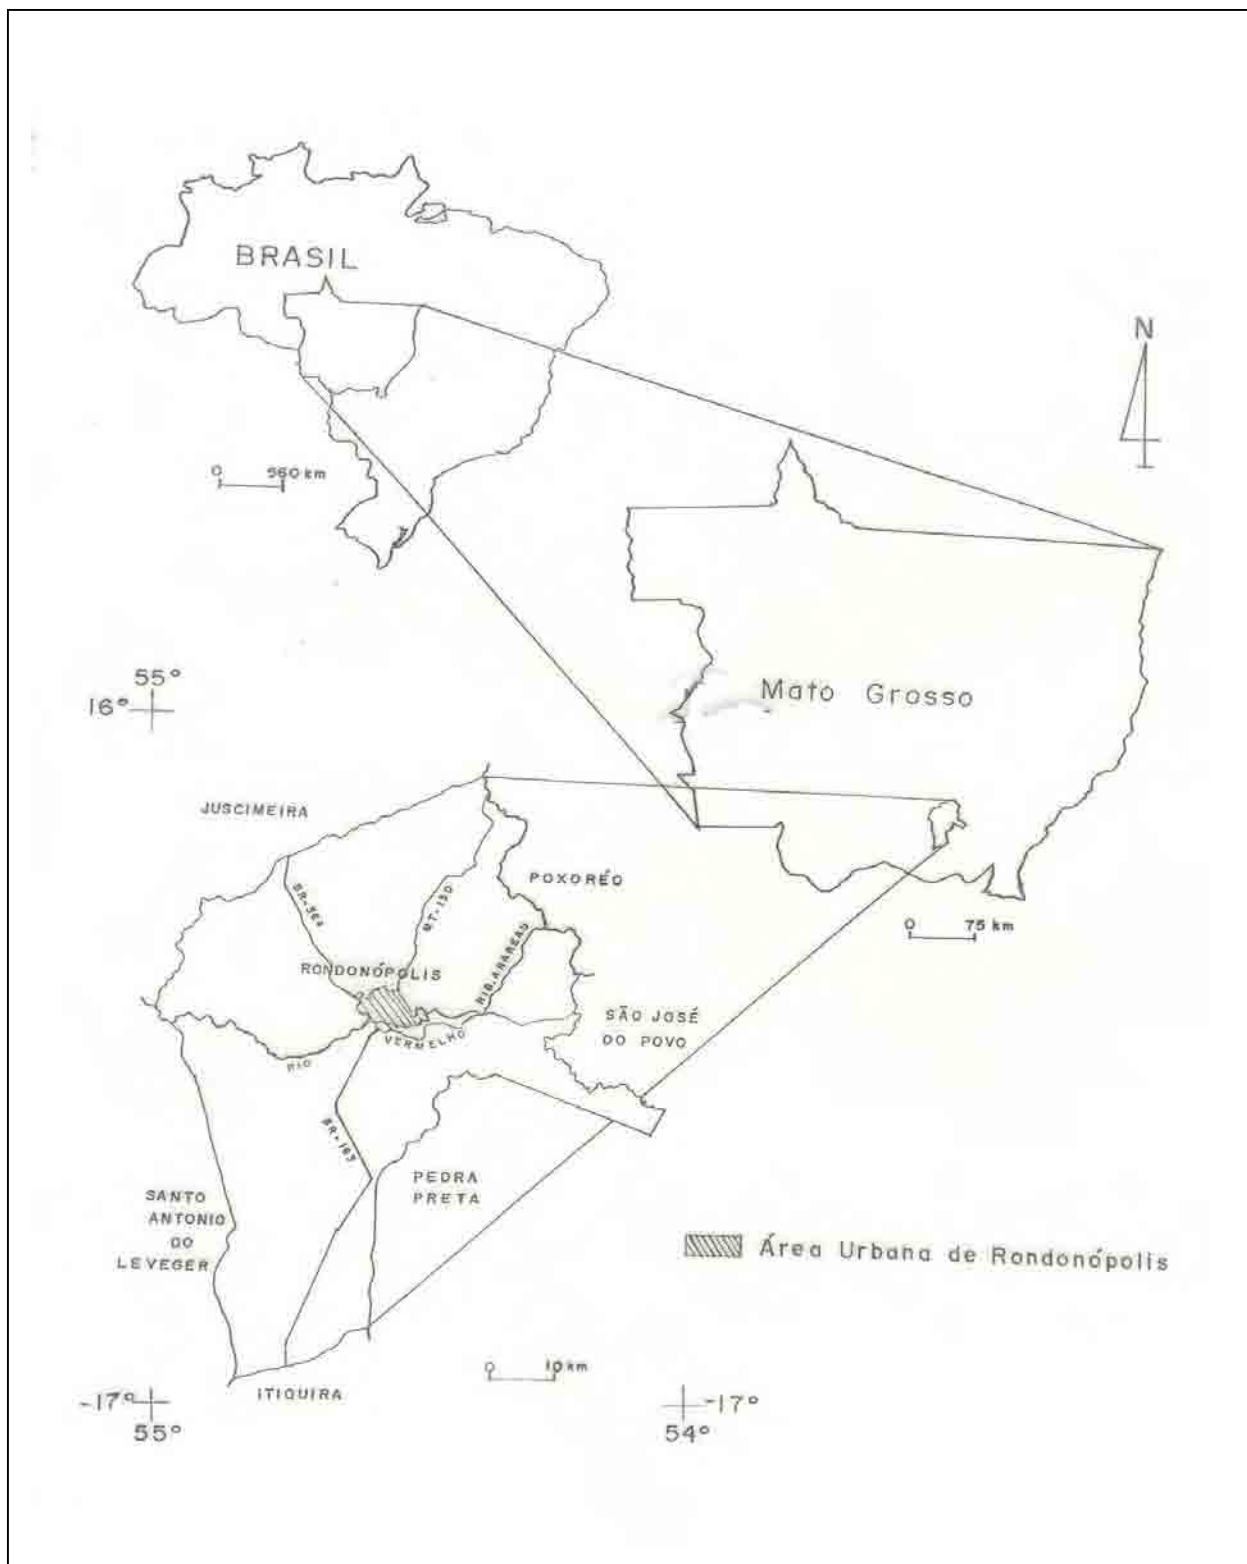 BRASIL
N
0 560 km
55°
16°
Mato Grosso
JUSCIMEIRA
POXORÉO
BR-364
MT-130
0 75 km
RIB. ARAREAO
RONDONÓPOLIS
SÃO JOSÉ
DO POVO
RIO
VERMELHO
BR-163
PEDRA
PRETA
SANTO
ANTONIO
DO
LEVEGER
Área Urbana de Rondonópolis
0 10 km
ITIQUIRA
-17°
55°
-17°
54°